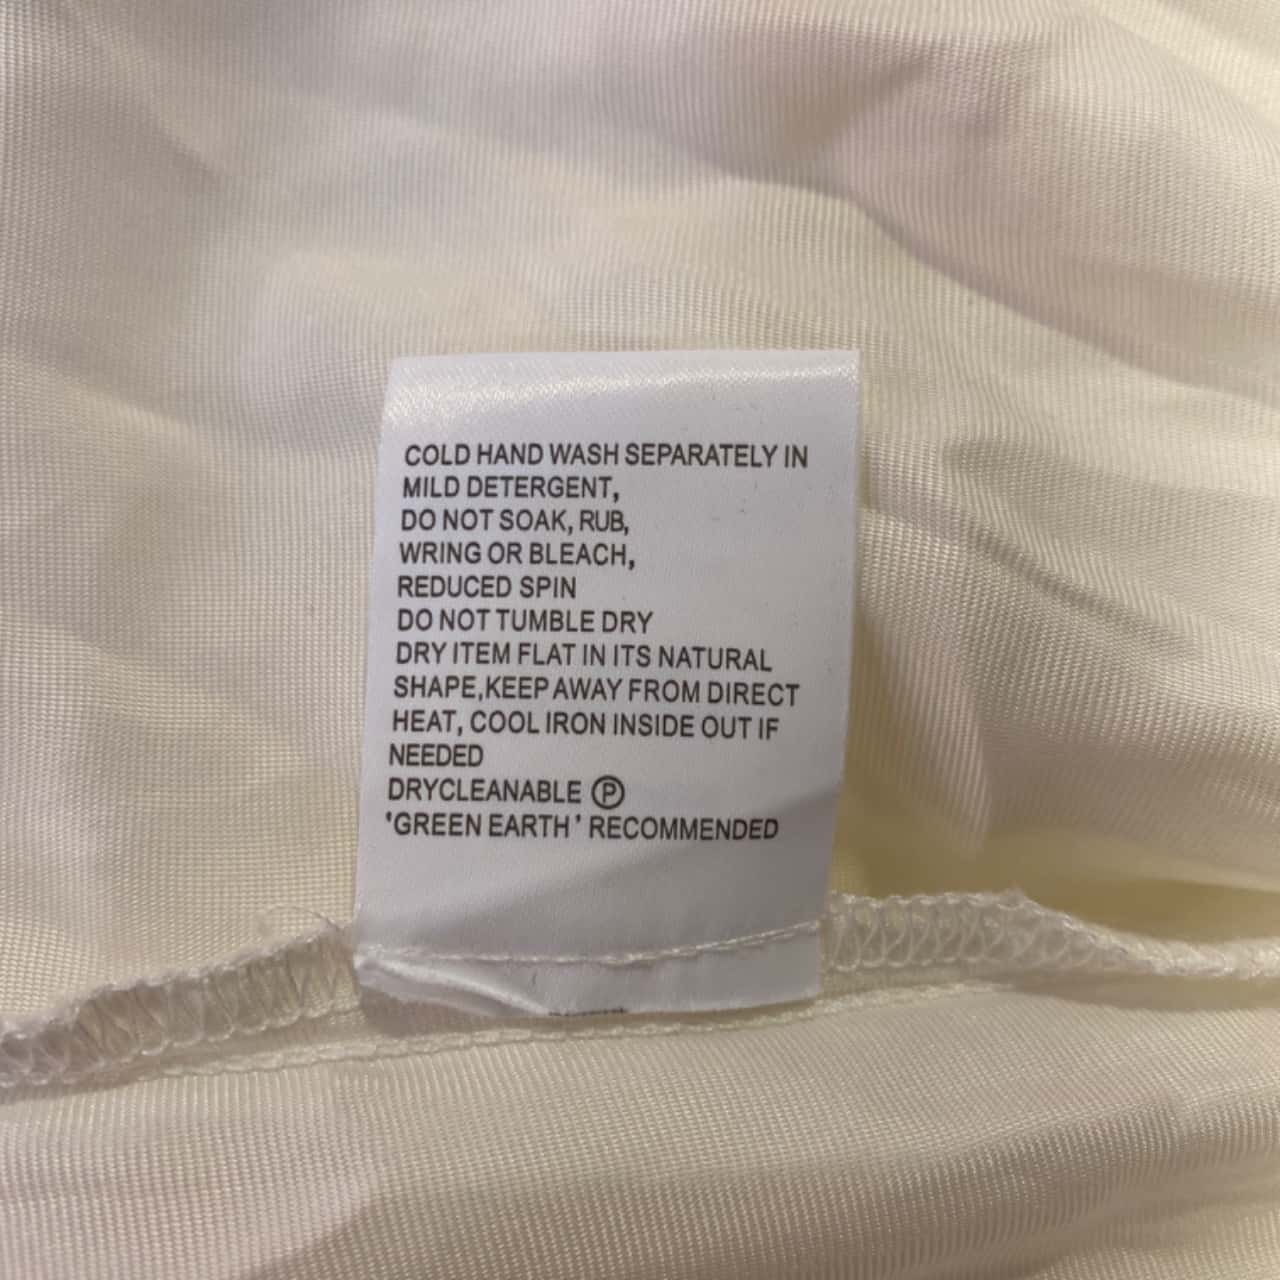 COLD HAND WASH SEPARATELY IN
MILD DETERGENT,
DO NOT SOAK, RUB,
WRING OR BLEACH,
REDUCED SPIN
DO NOT TUMBLE DRY
DRY ITEM FLAT IN ITS NATURAL
SHAPE,KEEP AWAY FROM DIRECT
HEAT, COOL IRON INSIDE OUT IF
NEEDED
DRYCLEANABLE Ⓟ
'GREEN EARTH' RECOMMENDED